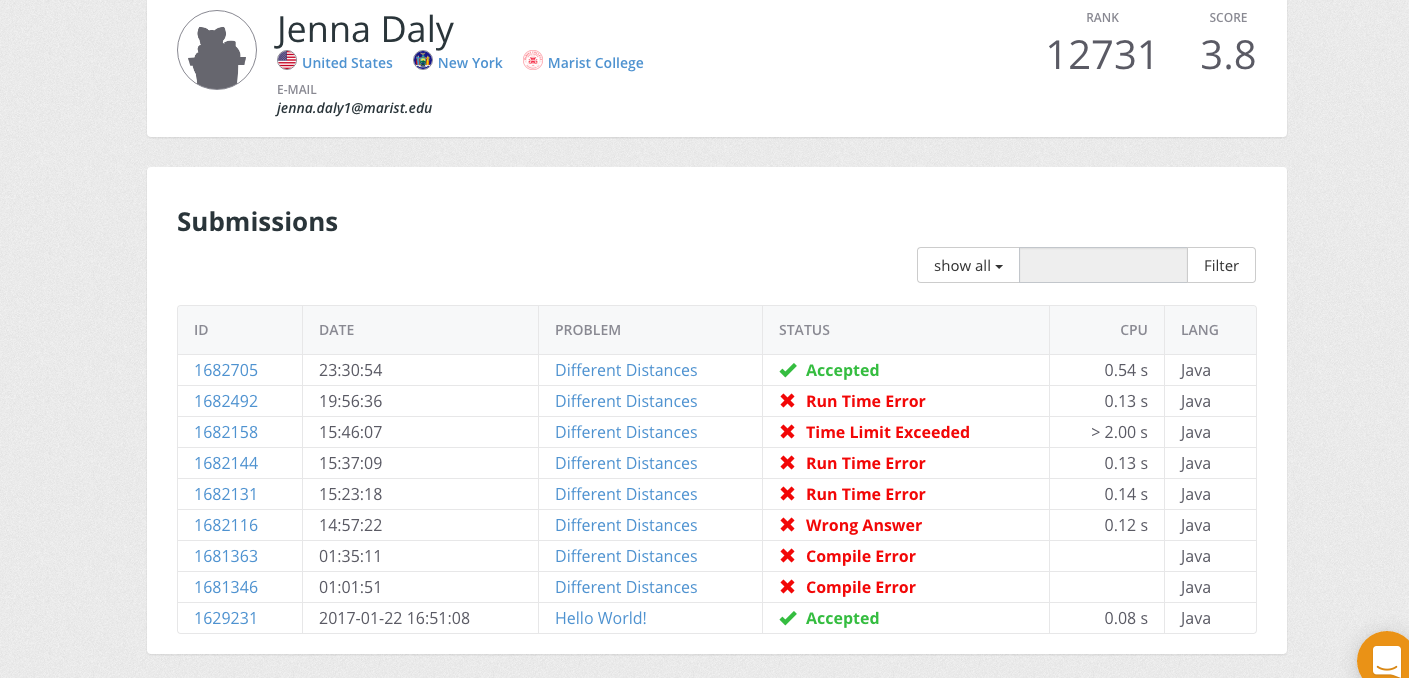 Jenna Daly
United States New York Marist College
E-MAIL
jenna.daly1@marist.edu
RANK SCORE
12731 3.8
Submissions
show all Filter
ID DATE PROBLEM STATUS CPU LANG
1682705 23:30:54 Different Distances Accepted 0.54 s Java
1682492 19:56:36 Different Distances Run Time Error 0.13 s Java
1682158 15:46:07 Different Distances Time Limit Exceeded > 2.00 s Java
1682144 15:37:09 Different Distances Run Time Error 0.13 s Java
1682131 15:23:18 Different Distances Run Time Error 0.14 s Java
1682116 14:57:22 Different Distances Wrong Answer 0.12 s Java
1681363 01:35:11 Different Distances Compile Error Java
1681346 01:01:51 Different Distances Compile Error Java
1629231 2017-01-22 16:51:08 Hello World! Accepted 0.08 s Java